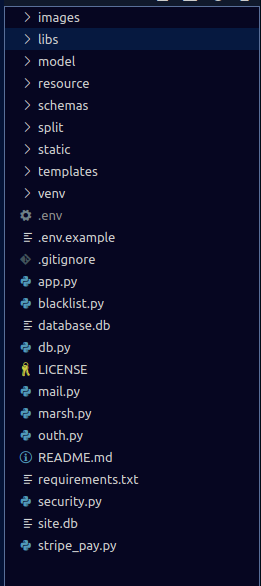 images
libs
model
resource
schemas
split
static
templates
venv
.env
.env.example
.gitignore
app.py
blacklist.py
database.db
db.py
LICENSE
mail.py
marsh.py
outh.py
README.md
requirements.txt
security.py
site.db
stripe_pay.py